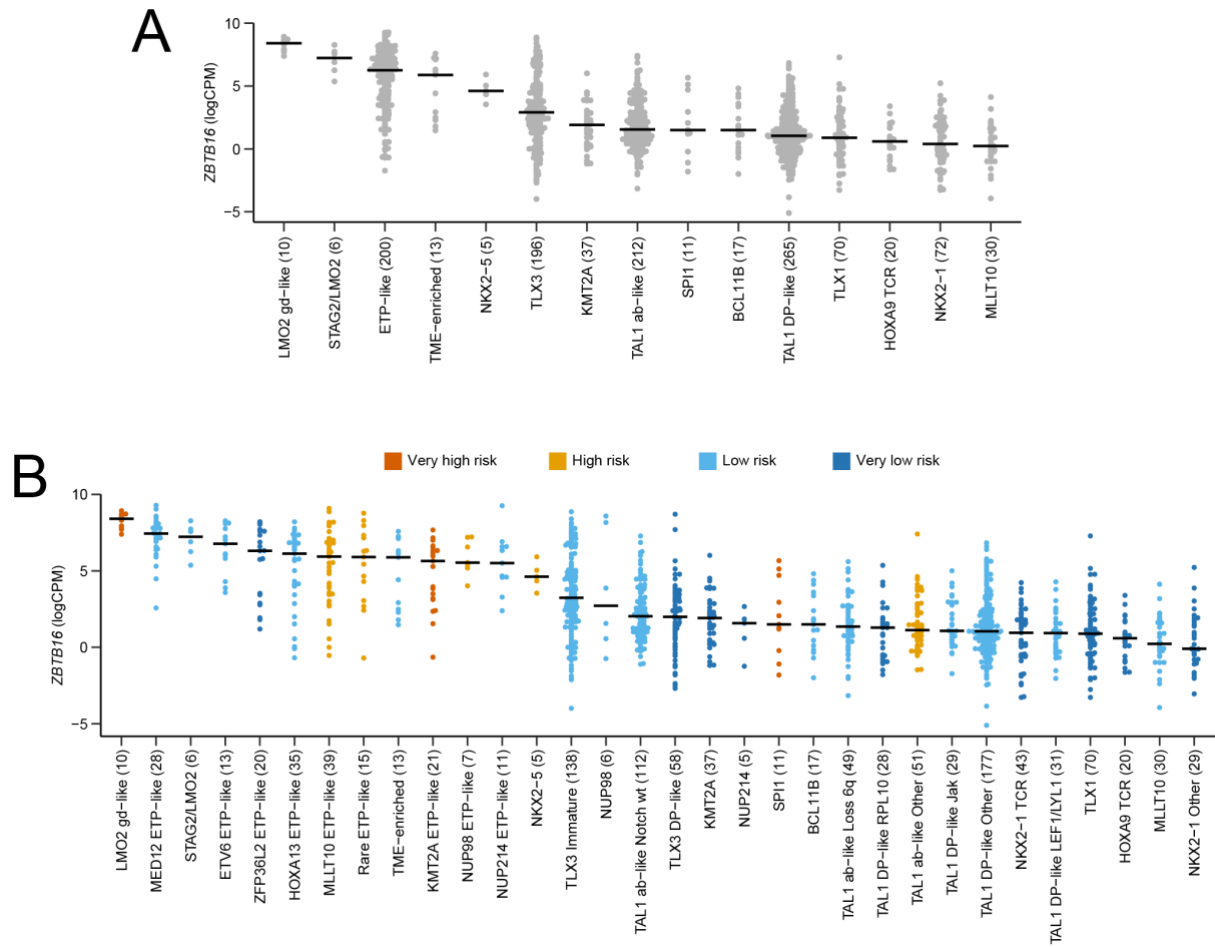 A
10
5
0
−5
ZBTB16 (logCPM)
LMO2 gd−like (10)
STAG2/LMO2 (6)
ETP−like (200)
TME−enriched (13)
NKX2−5 (5)
TLX3 (196)
KMT2A (37)
TAL1 ab−like (212)
SPI1 (11)
BCL11B (17)
TAL1 DP−like (265)
TLX1 (70)
HOXA9 TCR (20)
NKX2−1 (72)
MLLT10 (30)
B
Very high risk
High risk
Low risk
Very low risk
10
5
0
−5
ZBTB16 (logCPM)
LMO2 gd−like (10)
MED12 ETP−like (28)
STAG2/LMO2 (6)
ETV6 ETP−like (13)
ZFP36L2 ETP−like (20)
HOXA13 ETP−like (35)
MLLT10 ETP−like (39)
Rare ETP−like (15)
TME−enriched (13)
KMT2A ETP−like (21)
NUP98 ETP−like (7)
NUP214 ETP−like (11)
NKX2−5 (5)
TLX3 Immature (138)
NUP98 (6)
TAL1 ab−like Notch wt (112)
TLX3 DP−like (58)
KMT2A (37)
NUP214 (5)
SPI1 (11)
BCL11B (17)
TAL1 ab−like Loss 6q (49)
TAL1 DP−like RPL10 (28)
TAL1 ab−like Other (51)
TAL1 DP−like Jak (29)
TAL1 DP−like Other (177)
NKX2−1 TCR (43)
TAL1 DP−like LEF1/LYL1 (31)
TLX1 (70)
HOXA9 TCR (20)
MLLT10 (30)
NKX2−1 Other (29)